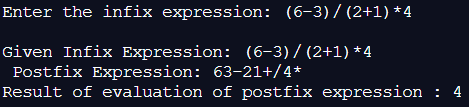 Enter the infix expression: (6-3)/(2+1)*4
Given Infix Expression: (6-3)/(2+1)*4
Postfix Expression: 63-21+/4*
Result of evaluation of postfix expression : 4